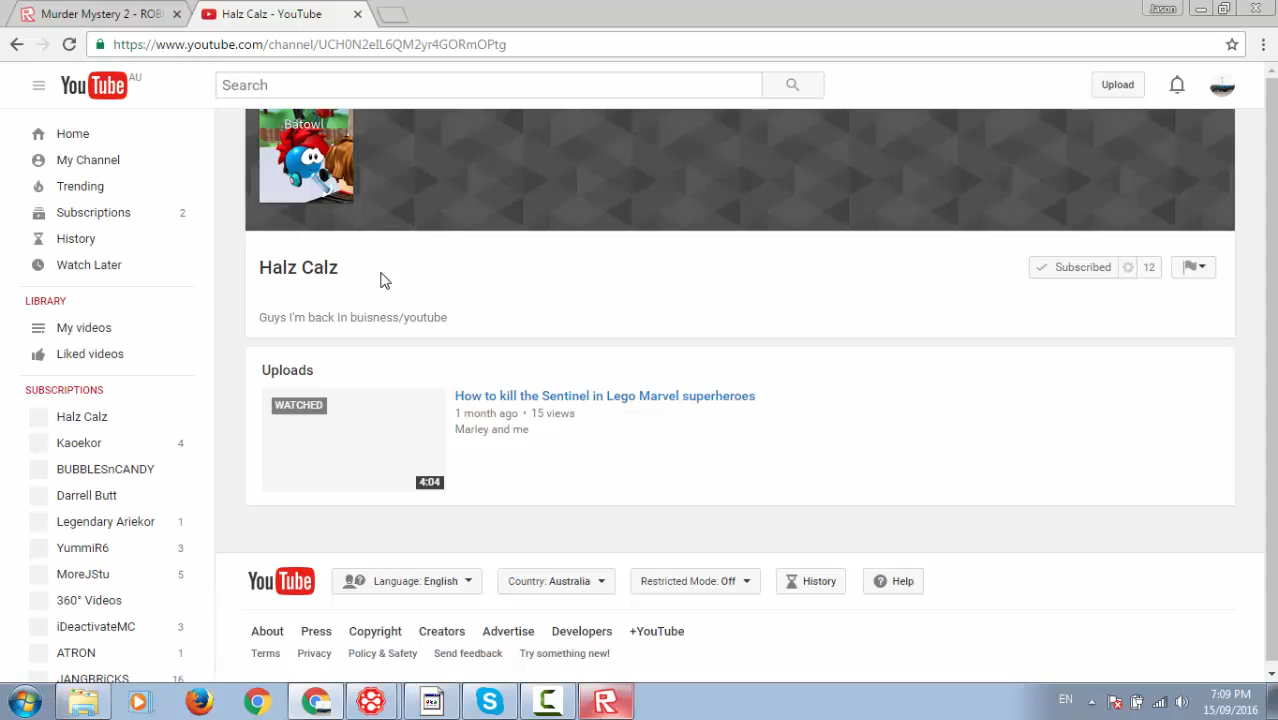 Murder Mystery 2 - ROB
Halz Calz - YouTube
Jason
https://www.youtube.com/channel/UCH0N2eIL6QM2yr4GORmOPtg
YouTube AU
Search
Upload
Home
My Channel
Trending
Subscriptions 2
History
Watch Later
LIBRARY
My videos
Liked videos
SUBSCRIPTIONS
Halz Calz
Kaoekor 4
BUBBLESnCANDY
Darrell Butt
Legendary Ariekor 1
YummiR6 3
MoreJStu 5
360° Videos
iDeactivateMC 3
ATRON 1
JANGBRiCKS 16
Batowl
Halz Calz
Subscribed 12
Guys I'm back in buisness/youtube
Uploads
WATCHED
4:04
How to kill the Sentinel in Lego Marvel superheroes
1 month ago • 15 views
Marley and me
YouTube
Language: English
Country: Australia
Restricted Mode: Off
History
Help
About Press Copyright Creators Advertise Developers +YouTube
Terms Privacy Policy & Safety Send feedback Try something new!
EN
7:09 PM
15/09/2016